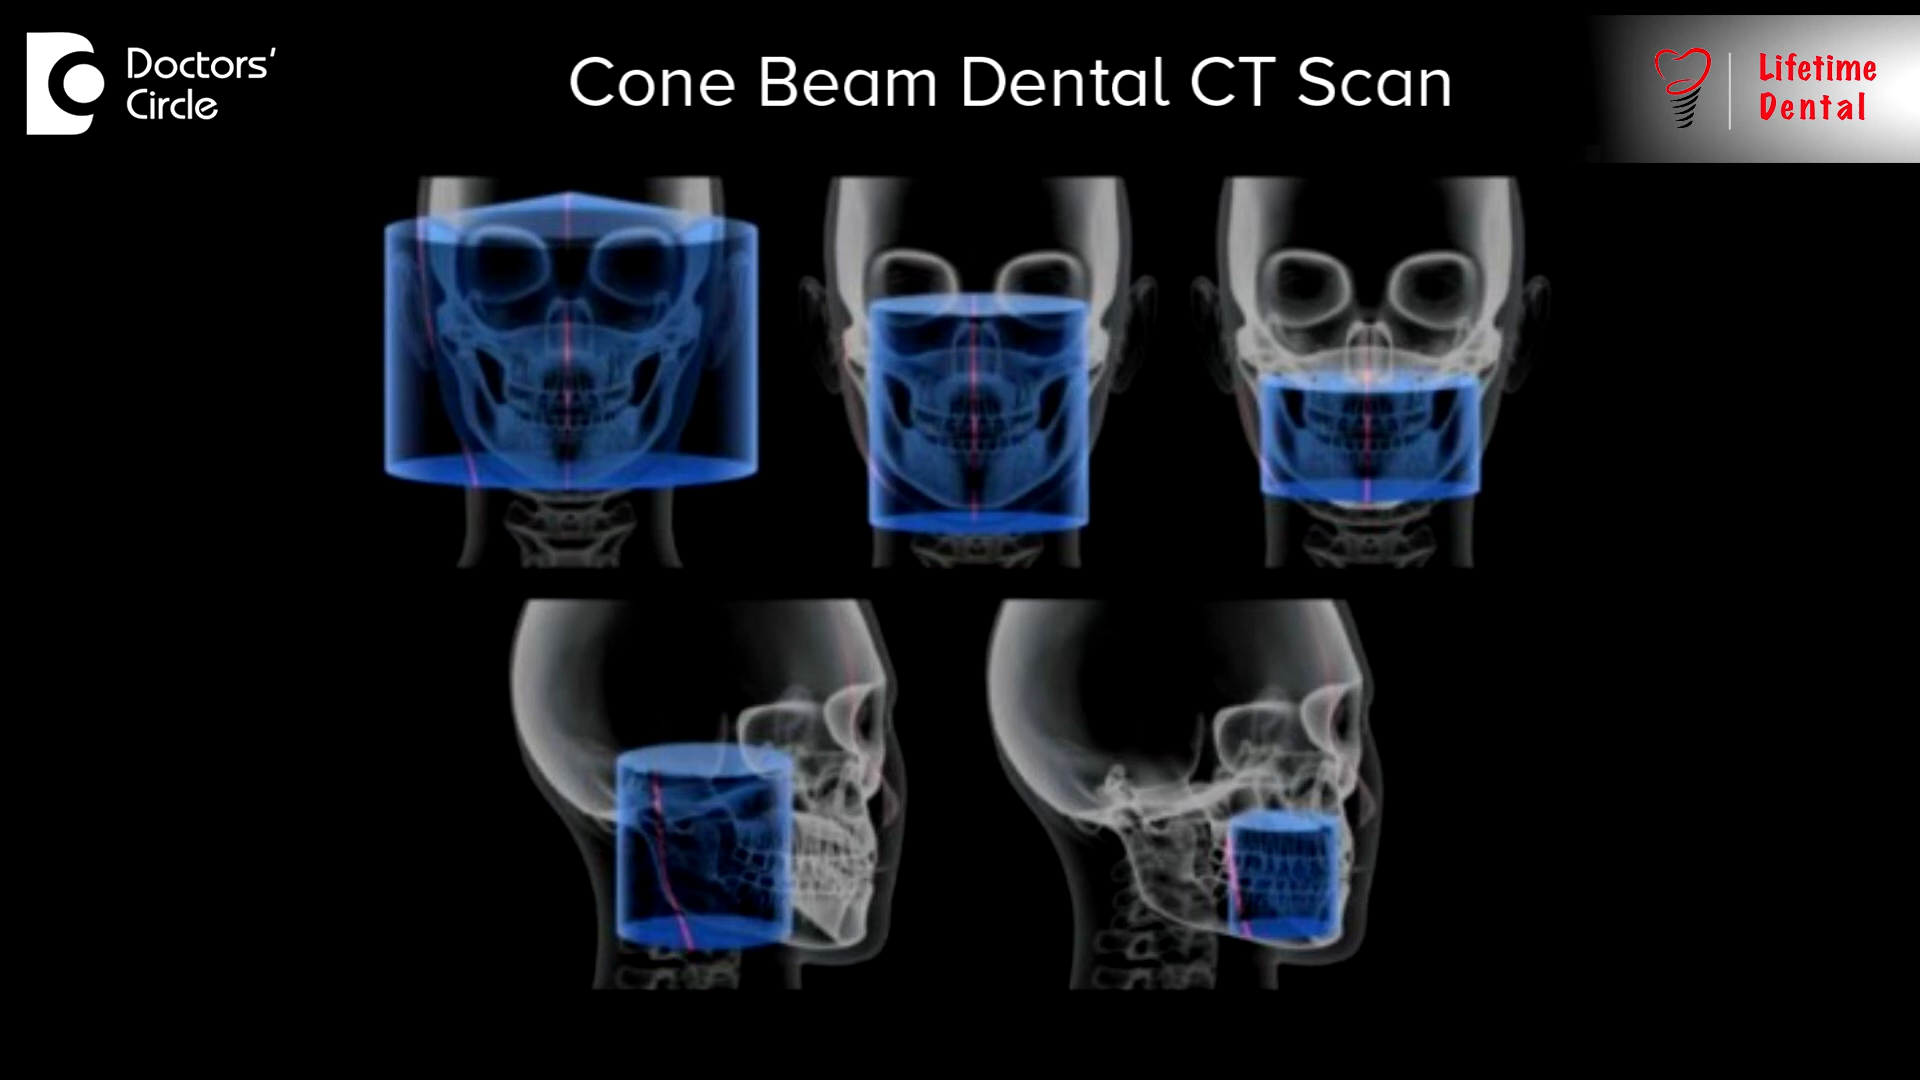 Doctors'
Circle
Cone Beam Dental CT Scan
Lifetime
Dental